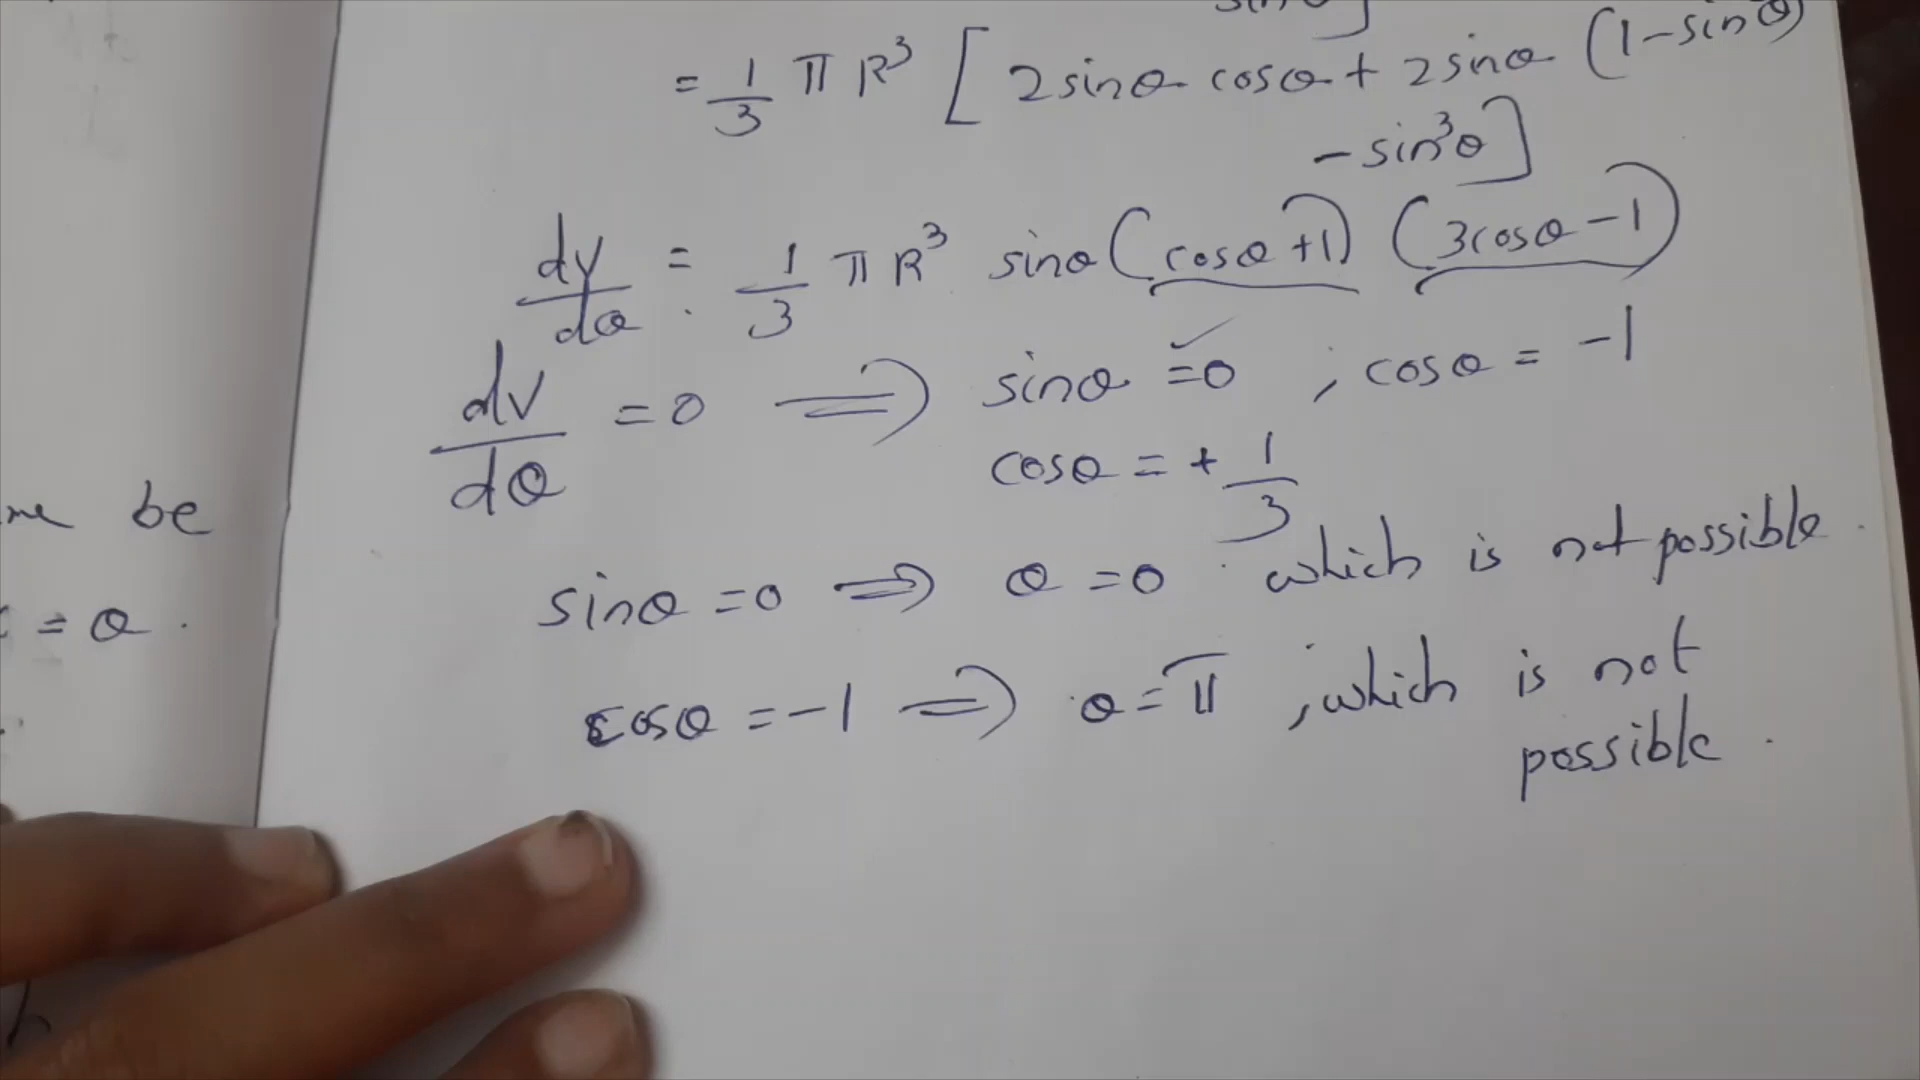 = 1/3 π R³ [ 2sinθ cosθ + 2sinθ (1-sin²θ)
- sin³θ ]
dv/dθ = 1/3 π R³ sinθ (cosθ+1) (3cosθ-1)
dv/dθ = 0 ⟹ sinθ = 0 ; cosθ = -1
cosθ = + 1/3
sinθ = 0 ⟹ θ = 0 which is not possible.
cosθ = -1 ⟹ θ = π ; which is not
possible.
be
= θ.